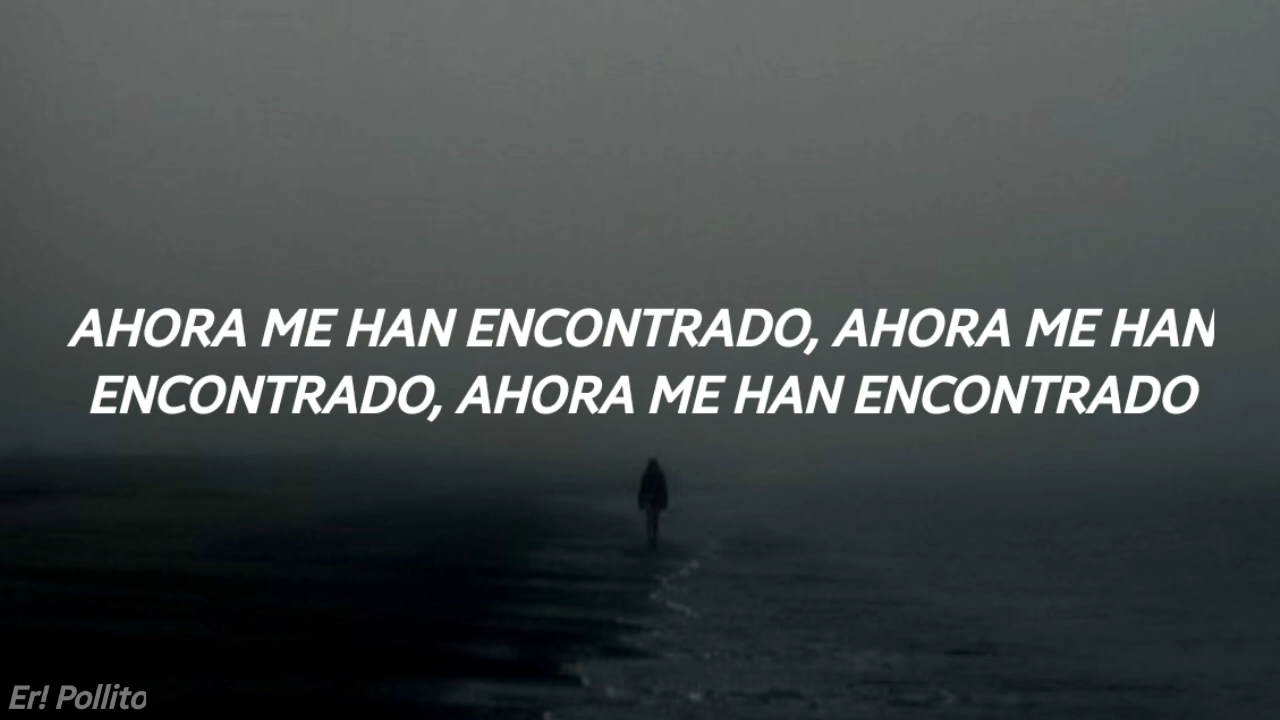 AHORA ME HAN ENCONTRADO, AHORA ME HAN
ENCONTRADO, AHORA ME HAN ENCONTRADO
Er! Pollito